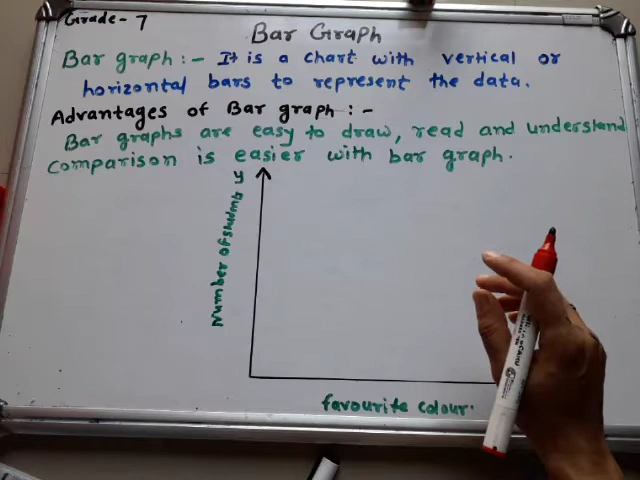 Grade- 7
Bar Graph
Bar graph :- It is a chart with vertical or
horizontal bars to represent the data.
Advantages of Bar graph :-
Bar graphs are easy to draw, read and understand
comparison is easier with bar graph.
y
Number of
favourite colour.